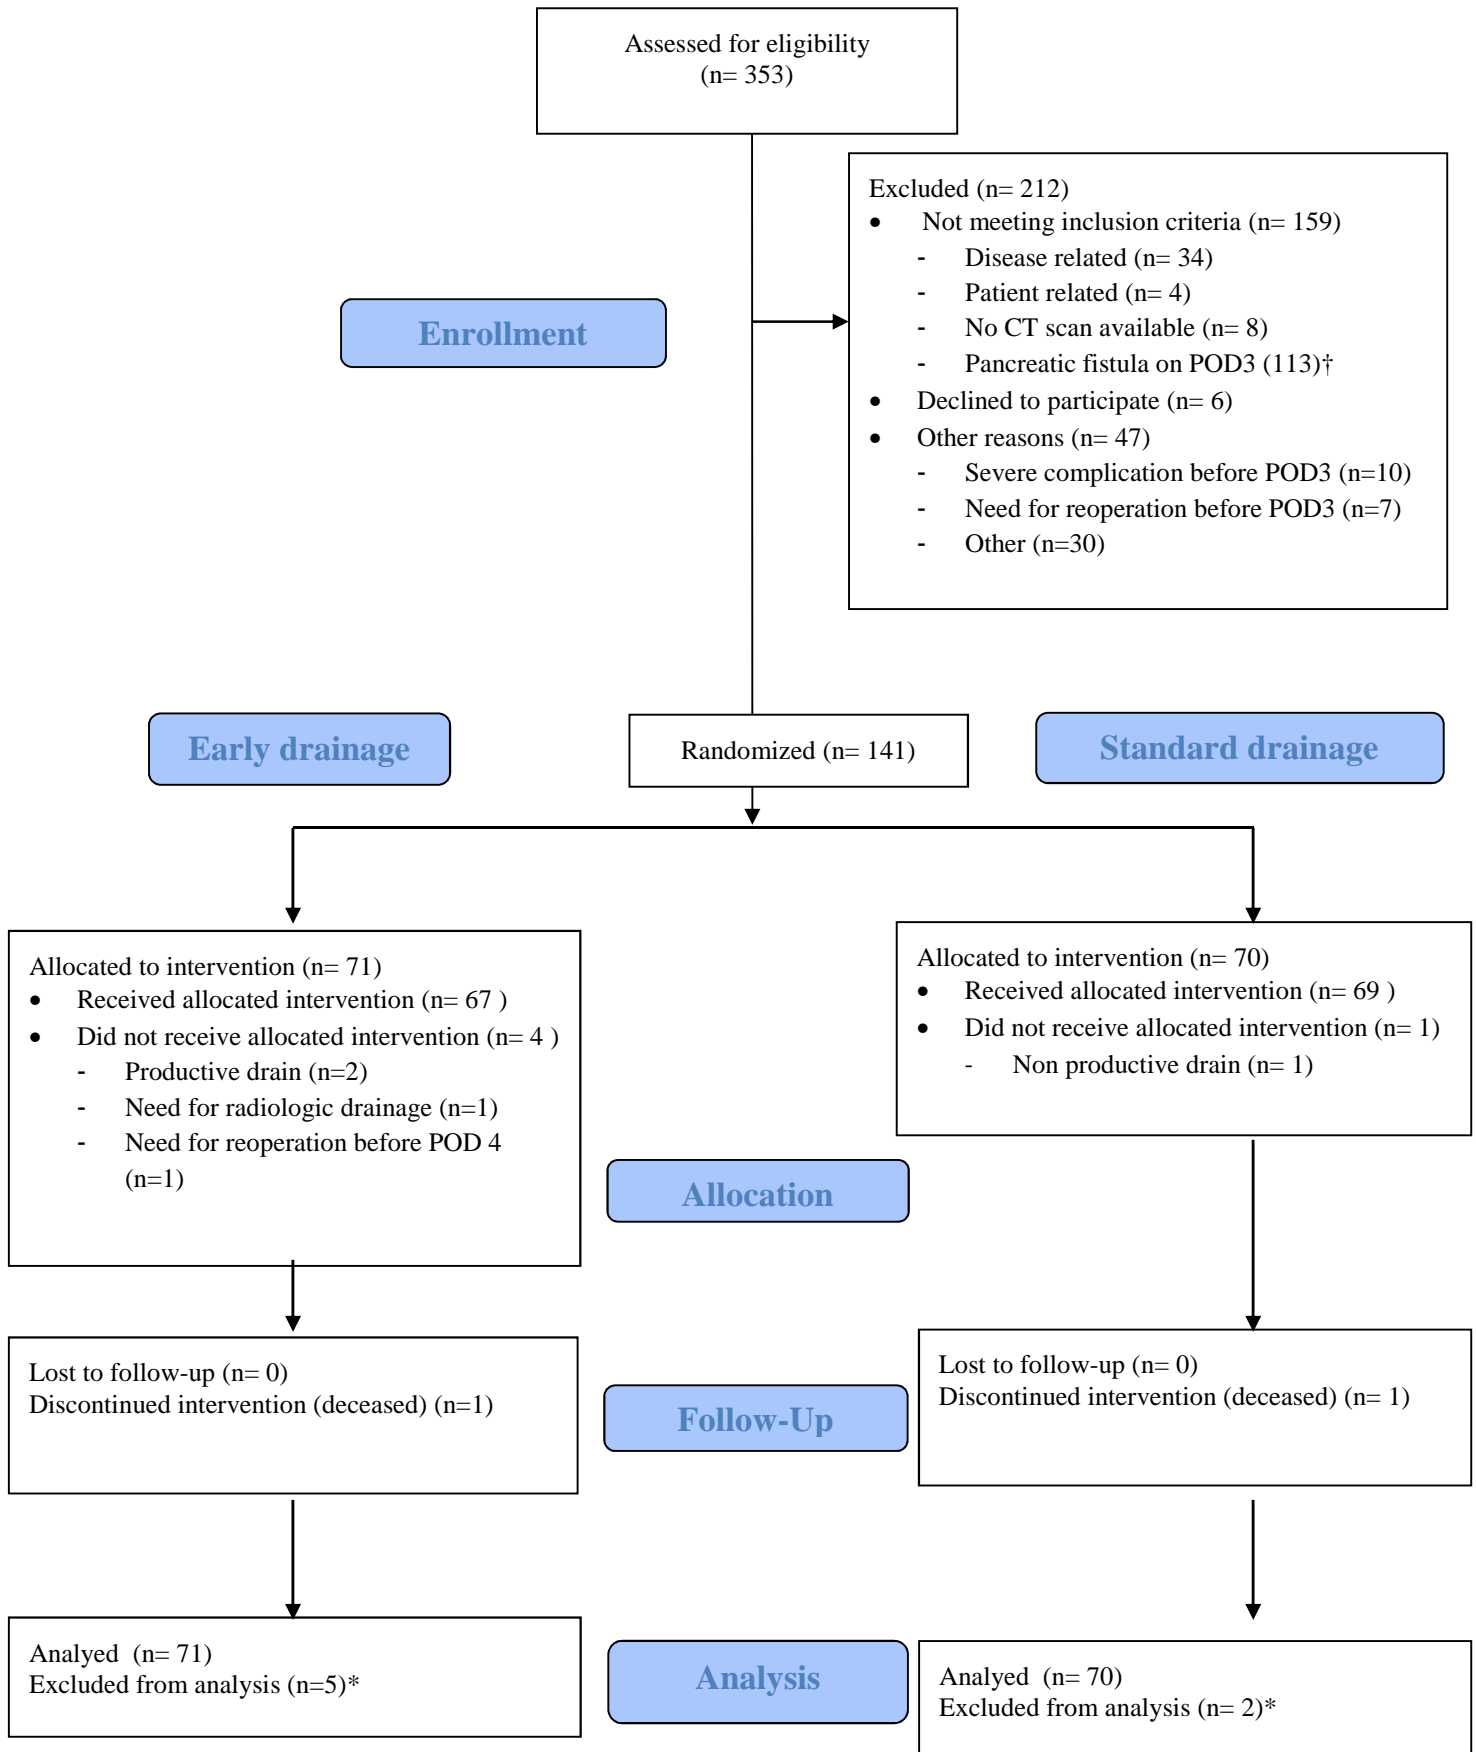 Assessed for eligibility
(n= 353)
Excluded (n= 212)
• Not meeting inclusion criteria (n= 159)
- Disease related (n= 34)
- Patient related (n= 4)
- No CT scan available (n= 8)
- Pancreatic fistula on POD3 (113)†
• Declined to participate (n= 6)
• Other reasons (n= 47)
- Severe complication before POD3 (n=10)
- Need for reoperation before POD3 (n=7)
- Other (n=30)
Enrollment
Early drainage
Randomized (n= 141)
Standard drainage
Allocated to intervention (n= 71)
• Received allocated intervention (n= 67 )
• Did not receive allocated intervention (n= 4 )
- Productive drain (n=2)
- Need for radiologic drainage (n=1)
- Need for reoperation before POD 4
(n=1)
Allocated to intervention (n= 70)
• Received allocated intervention (n= 69 )
• Did not receive allocated intervention (n= 1)
- Non productive drain (n= 1)
Allocation
Lost to follow-up (n= 0)
Discontinued intervention (deceased) (n=1)
Follow-Up
Lost to follow-up (n= 0)
Discontinued intervention (deceased) (n= 1)
Analyed (n= 71)
Excluded from analysis (n=5)*
Analysis
Analyed (n= 70)
Excluded from analysis (n= 2)*